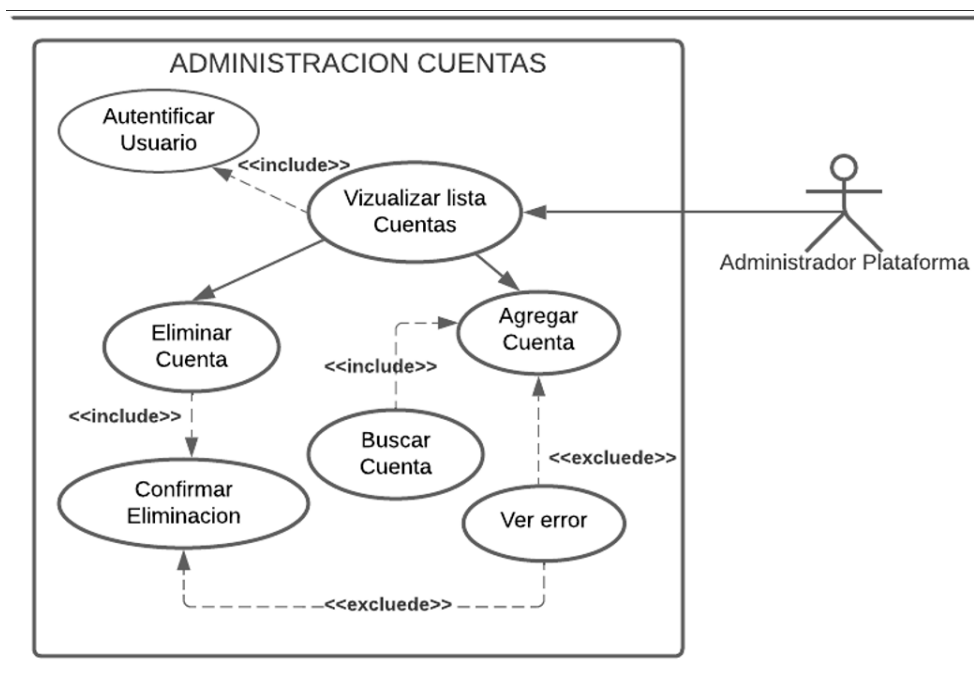 ADMINISTRACION CUENTAS
Autentificar
Usuario
<<include>>
Vizualizar lista
Cuentas
Administrador Plataforma
Eliminar
Cuenta
Agregar
Cuenta
<<include>>
<<include>>
Buscar
Cuenta
<<excluede>>
Confirmar
Eliminacion
Ver error
<<excluede>>